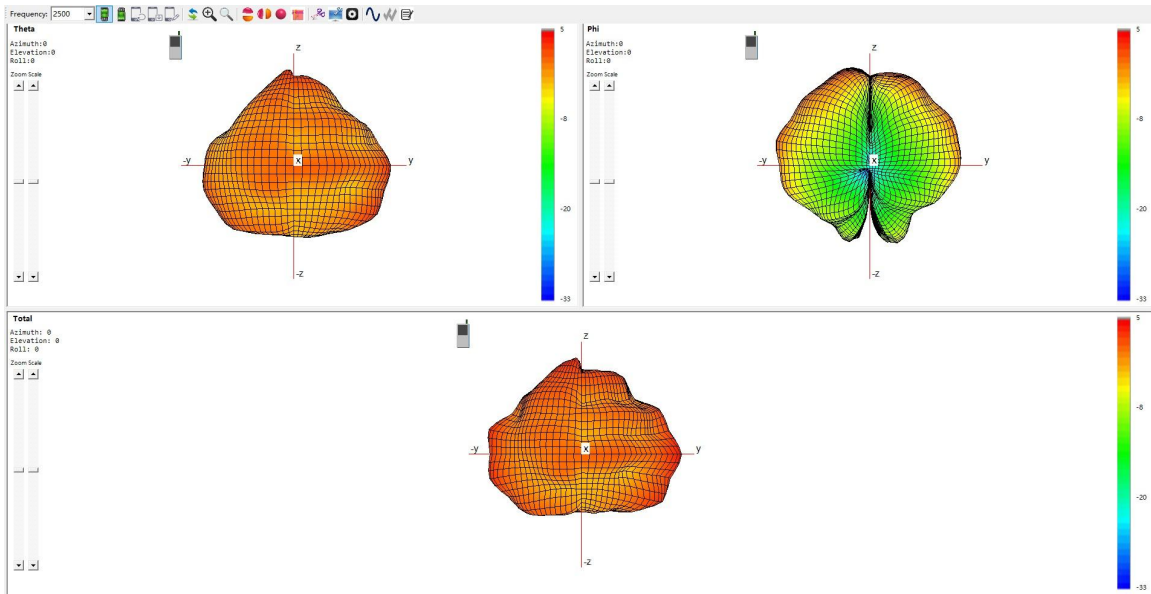 Frequency: 2500
Theta
Azimuth:0
Elevation:0
Roll:0
Zoom Scale
z
-y
x
y
-z
5
-8
-20
-33
Phi
Azimuth:0
Elevation:0
Roll:0
Zoom Scale
z
-y
x
y
-z
5
-8
-20
-33
Total
Azimuth: 0
Elevation: 0
Roll: 0
Zoom Scale
z
-y
x
y
-z
5
-8
-20
-33